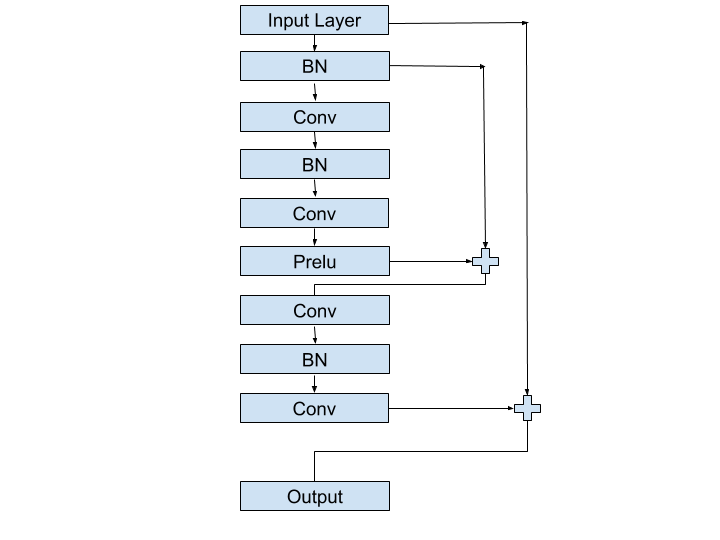 Input Layer
BN
Conv
BN
Conv
Prelu
Conv
BN
Conv
Output